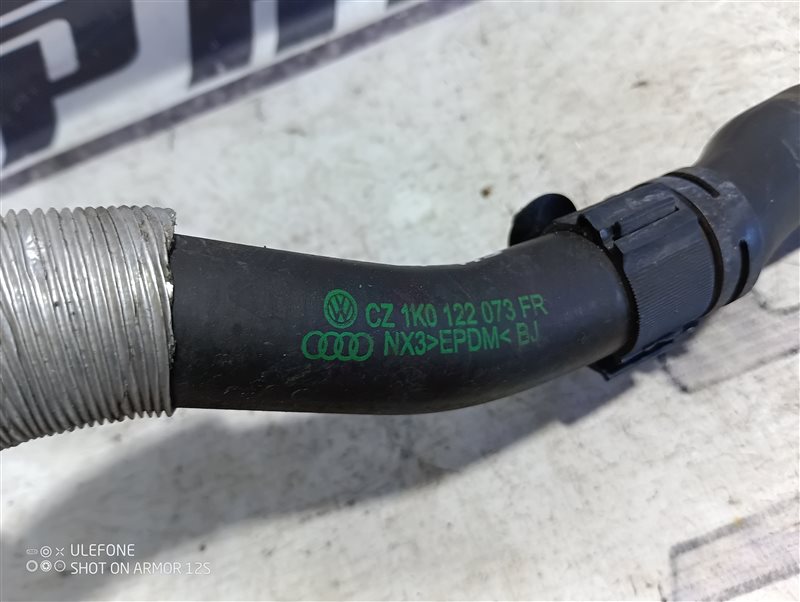 CZ 1K0 122 073 FR
NX3>EPDM< BJ
ULEFONE
SHOT ON ARMOR 12S